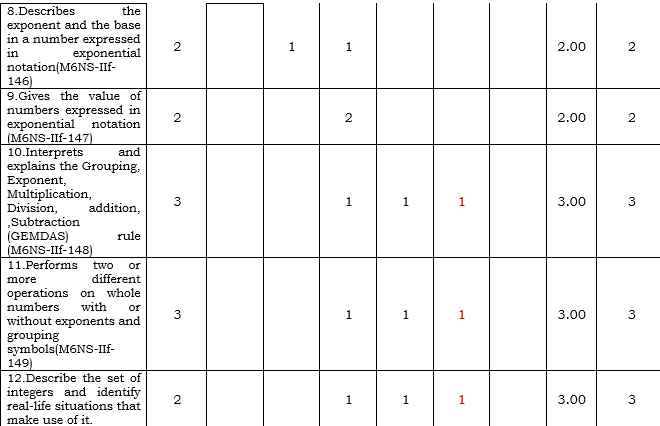 8.Describes the
exponent and the base
in a number expressed
in exponential
notation(M6NS-IIf-
146)
2 1 1 2.00 2
9.Gives the value of
numbers expressed in
exponential notation
(M6NS-IIf-147)
2 2 2.00 2
10.Interprets and
explains the Grouping,
Exponent,
Multiplication,
Division, addition,
,Subtraction
(GEMDAS) rule
(M6NS-IIf-148)
3 1 1 1 3.00 3
11.Performs two or
more different
operations on whole
numbers with or
without exponents and
grouping
symbols(M6NS-IIf-
149)
3 1 1 1 3.00 3
12.Describe the set of
integers and identify
real-life situations that
make use of it.
2 1 1 1 3.00 3